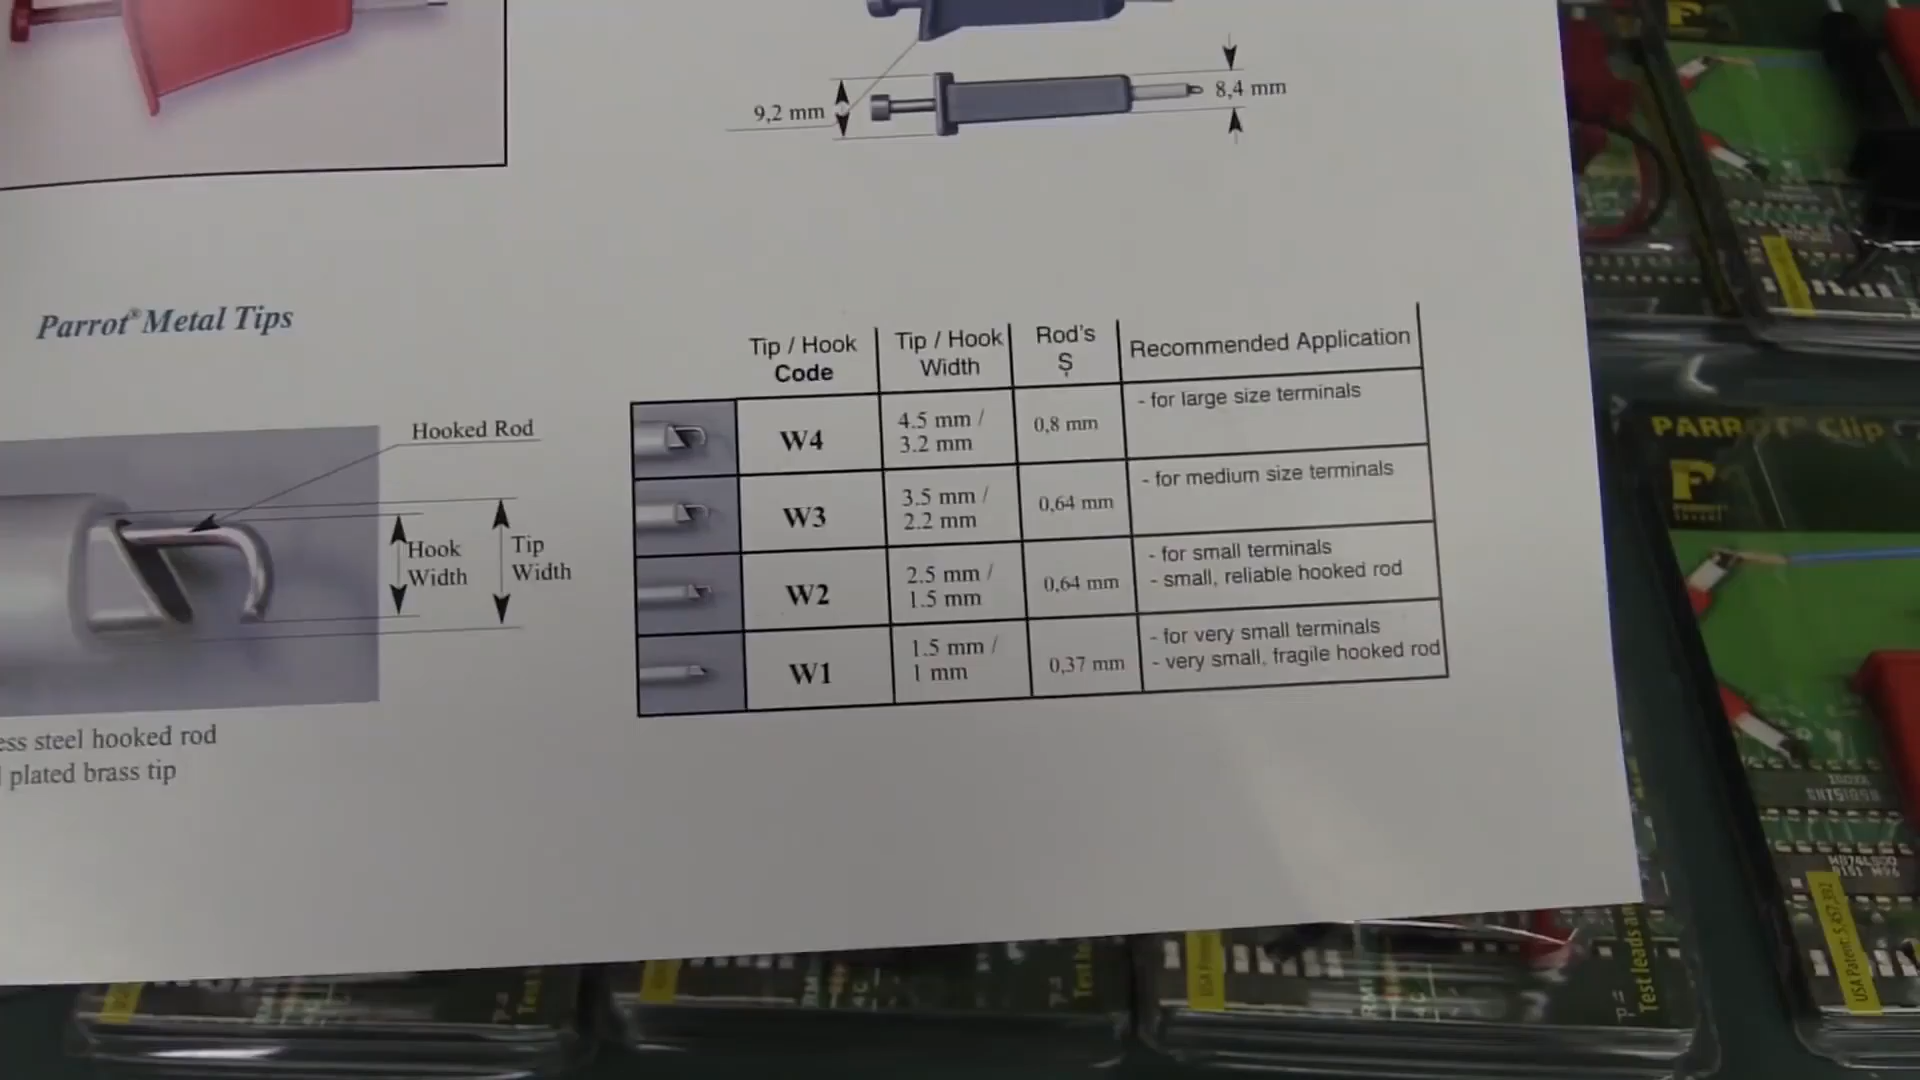 9,2 mm
8,4 mm
Parrot® Metal Tips
Hooked Rod
Hook
Width
Tip
Width
ess steel hooked rod
plated brass tip
Tip / Hook
Code
Tip / Hook
Width
Rod's
Ș
Recommended Application
W4
4.5 mm /
3.2 mm
0,8 mm
- for large size terminals
W3
3.5 mm /
2.2 mm
0,64 mm
- for medium size terminals
W2
2.5 mm /
1.5 mm
0,64 mm
- for small terminals
- small, reliable hooked rod
W1
1.5 mm /
1 mm
0,37 mm
- for very small terminals
- very small, fragile hooked rod
PARROT® Clip
P
USA Patent: 5,457,392
Test leads an